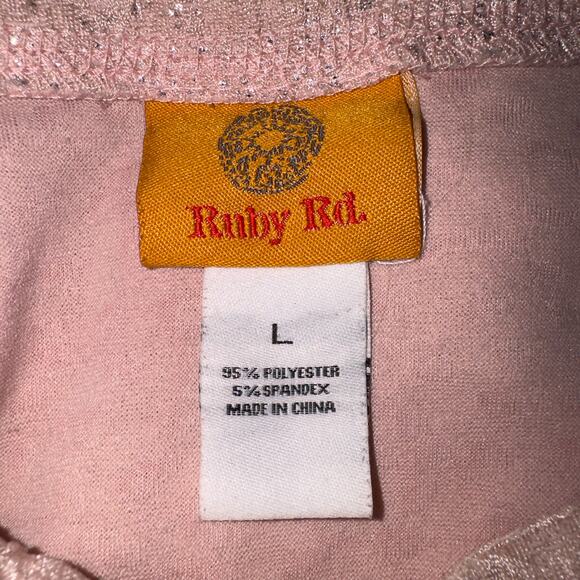 Ruby Rd.
L
95% POLYESTER
5% SPANDEX
MADE IN CHINA